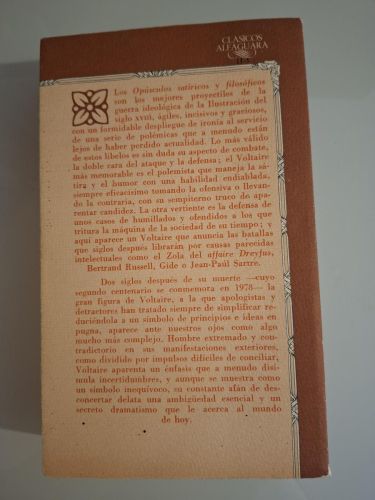 CLASICOS
ALFAGUARA
Los Opúsculos satíricos y filosóficos
son los mejores proyectiles de la
guerra ideológica de la Ilustración del
siglo XVIII, ágiles, incisivos y graciosos,
con un formidable despliegue de ironía al servicio
de una serie de polémicas que a menudo están
lejos de haber perdido actualidad. Lo más válido
de estos libelos es sin duda su aspecto de combate,
la doble cara del ataque y la defensa; el Voltaire
más memorable es el polemista que maneja la sá-
tira y el humor con una habilidad endiablada,
siempre eficacísimo tomando la ofensiva o llevan-
do la contraria, con su sempiterno truco de apa-
rentar candidez. La otra vertiente es la defensa de
unos casos de humillados y ofendidos a los que
tritura la máquina de la sociedad de su tiempo; y
aquí aparece un Voltaire que anuncia las batallas
que siglos después librarán por causas parecidas
intelectuales como el Zola del affaire Dreyfus,
Bertrand Russell, Gide o Jean-Paúl Sartre.
Dos siglos después de su muerte —cuyo
segundo centenario se conmemora en 1978— la
gran figura de Voltaire, a la que apologistas y
detractores han tratado siempre de simplificar re-
duciéndola a un símbolo de principios e ideas en
pugna, aparece ante nuestros ojos como algo
mucho más complejo. Hombre extremado y con-
tradictorio en sus manifestaciones exteriores,
como dividido por impulsos difíciles de conciliar,
Voltaire aparenta un énfasis que a menudo disi-
mula incertidumbres, y aunque se muestra como
un símbolo inequívoco, su constante afán de des-
concertar delata una ambigüedad esencial y un
secreto dramatismo que le acerca al mundo
de hoy.